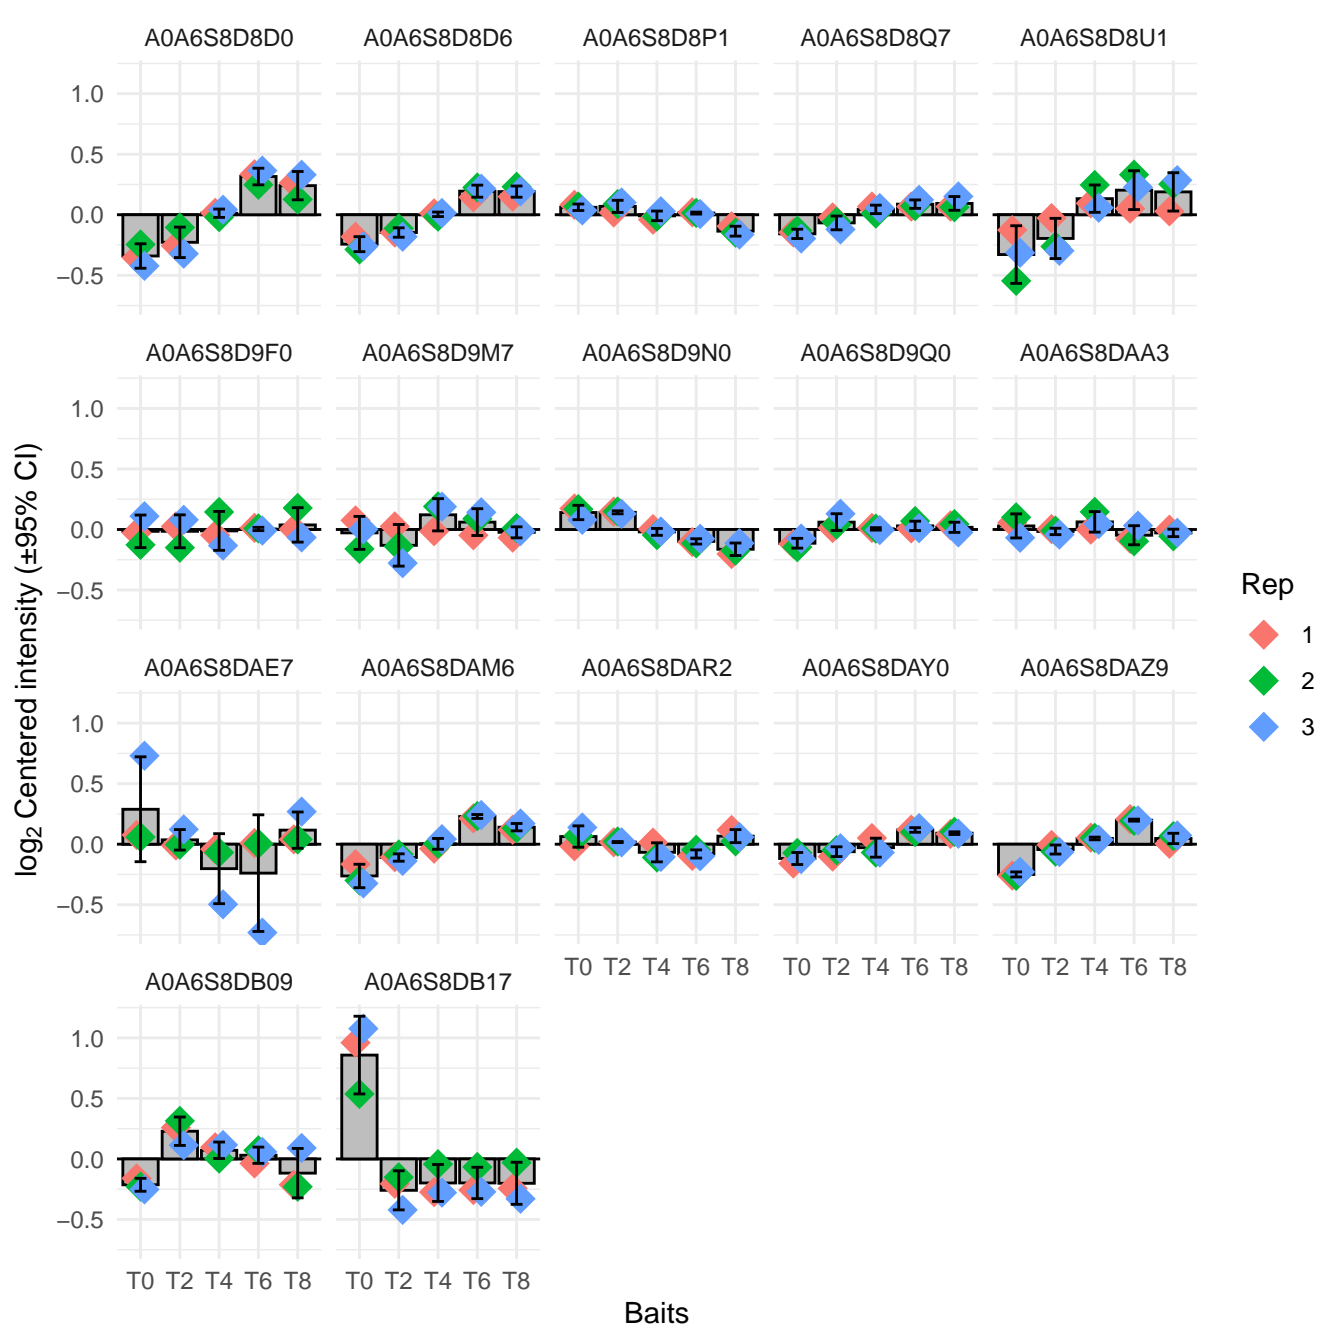 A0A6S8D8D0 A0A6S8D8D6 A0A6S8D8P1 A0A6S8D8Q7 A0A6S8D8U1
1.0
0.5
0.0
−0.5
A0A6S8D9F0 A0A6S8D9M7 A0A6S8D9N0 A0A6S8D9Q0 A0A6S8DAA3
1.0
0.5
0.0
−0.5
log2 Centered intensity (±95% CI)
Rep
1
2
3
A0A6S8DAE7 A0A6S8DAM6 A0A6S8DAR2 A0A6S8DAY0 A0A6S8DAZ9
1.0
0.5
0.0
−0.5
T0 T2 T4 T6 T8 T0 T2 T4 T6 T8 T0 T2 T4 T6 T8
A0A6S8DB09 A0A6S8DB17
1.0
0.5
0.0
−0.5
T0 T2 T4 T6 T8 T0 T2 T4 T6 T8
Baits